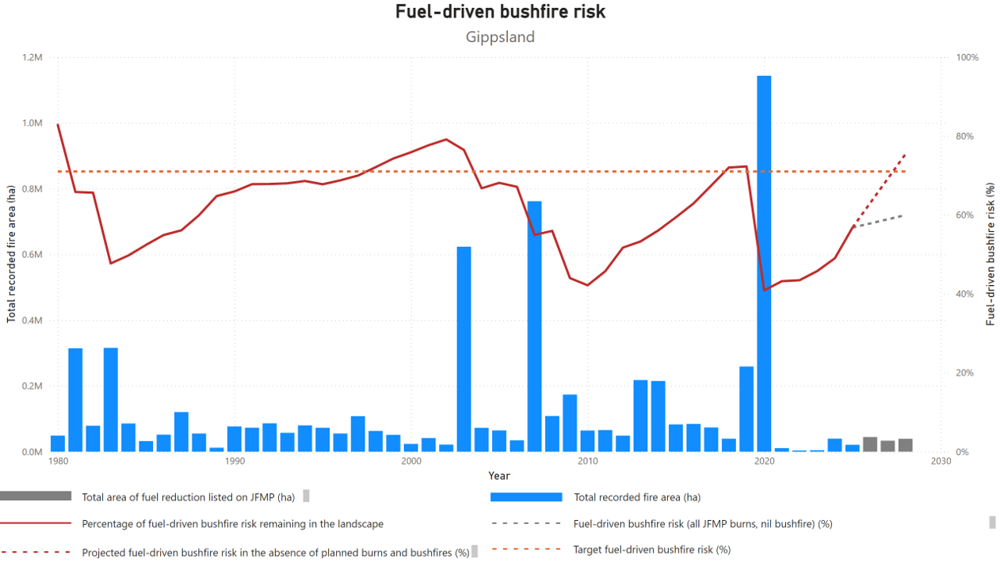 Fuel-driven bushfire risk
Gippsland
1.2M
1.0M
0.8M
0.6M
0.4M
0.2M
0.0M
Total recorded fire area (ha)
100%
80%
60%
40%
20%
0%
Fuel-driven bushfire risk (%)
1980
1990
2000
2010
2020
2030
Year
Total area of fuel reduction listed on JFMP (ha)
Total recorded fire area (ha)
Percentage of fuel-driven bushfire risk remaining in the landscape
Fuel-driven bushfire risk (all JFMP burns, nil bushfire) (%)
Projected fuel-driven bushfire risk in the absence of planned burns and bushfires (%)
Target fuel-driven bushfire risk (%)